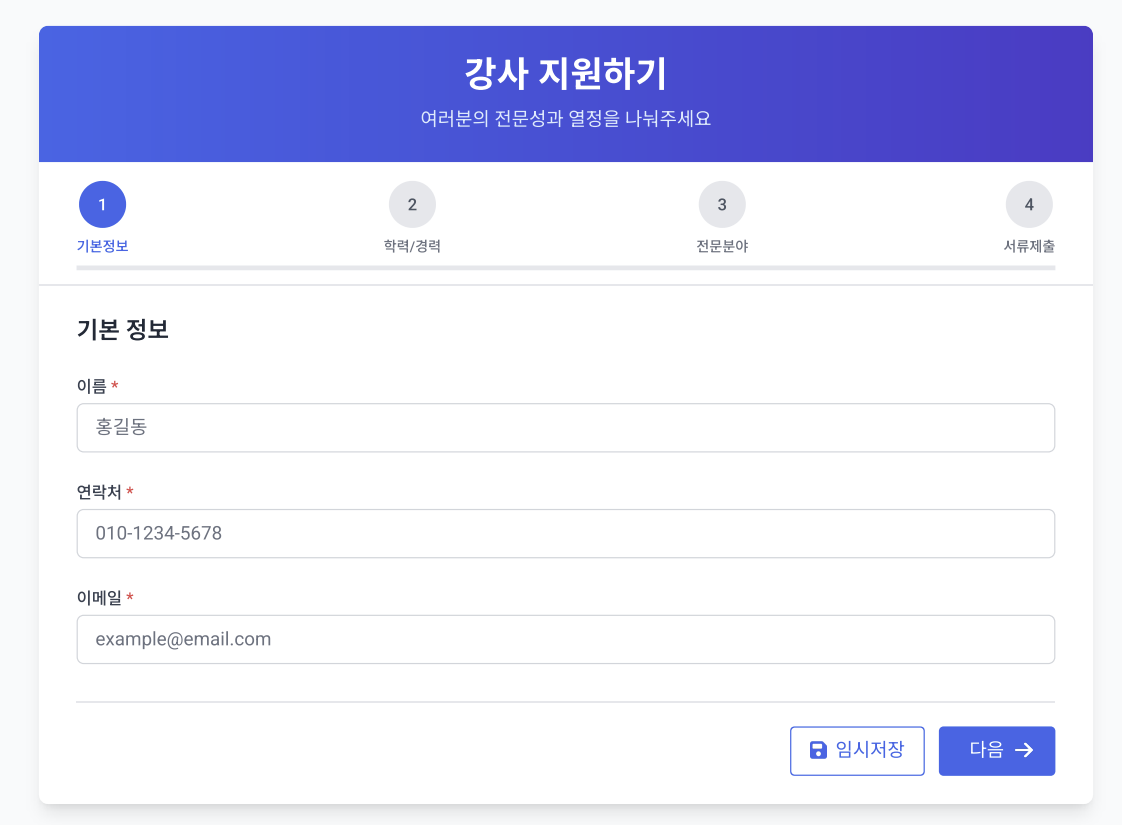 강사 지원하기
여러분의 전문성과 열정을 나눠주세요
1
2
3
4
기본정보
학력/경력
전문분야
서류제출
기본 정보
이름 *
홍길동
연락처 *
010-1234-5678
이메일 *
example@email.com
임시저장
다음 →